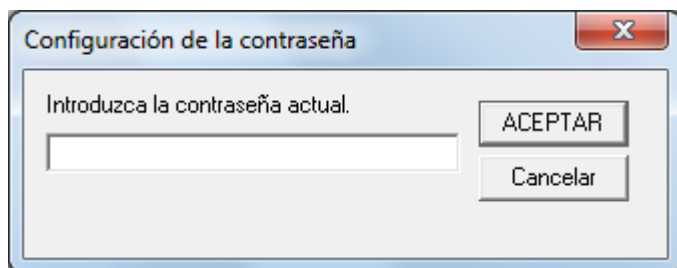 Configuración de la contraseña
Introduzca la contraseña actual.
ACEPTAR
Cancelar